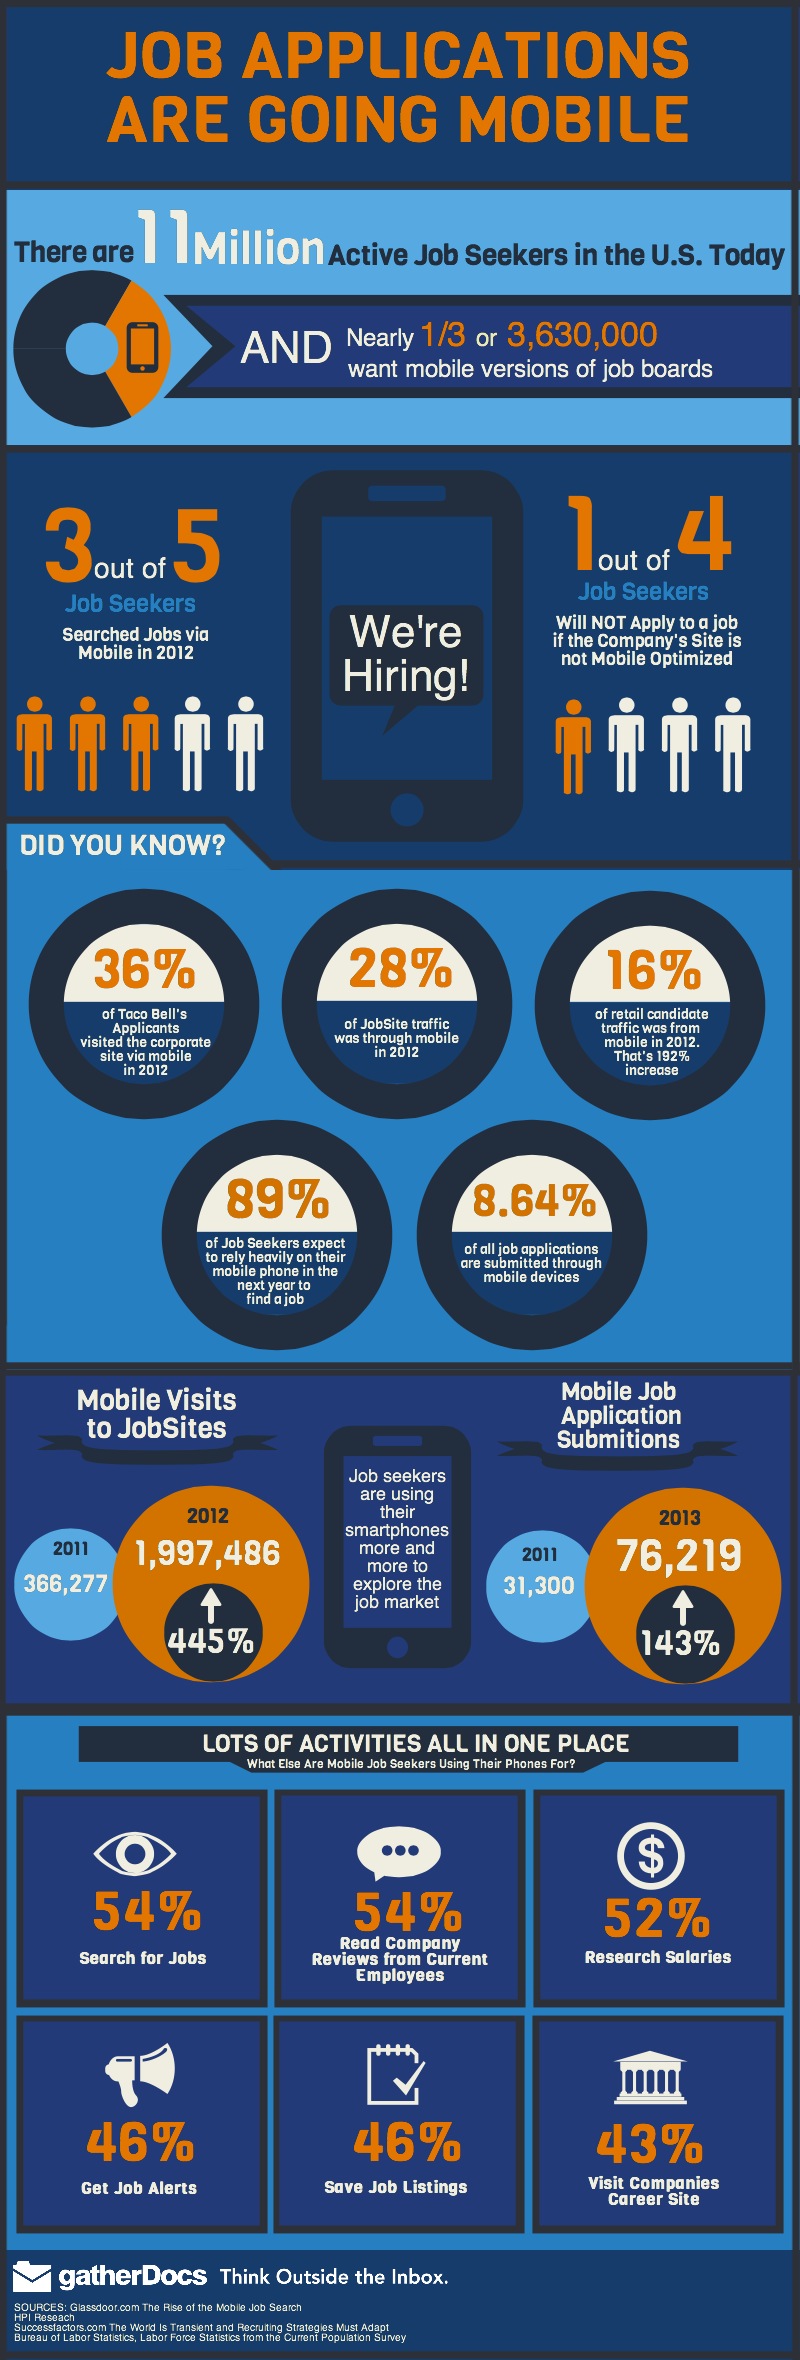 JOB APPLICATIONS
ARE GOING MOBILE
There are 11 Million Active Job Seekers in the U.S. Today
AND
Nearly 1/3 or 3,630,000
want mobile versions of job boards
3 out of 5
Job Seekers
Searched Jobs via
Mobile in 2012
We're
Hiring!
1 out of 4
Job Seekers
Will NOT Apply to a job
if the Company's Site is
not Mobile Optimized
DID YOU KNOW?
36%
of Taco Bell's
Applicants
visited the corporate
site via mobile
in 2012
28%
of JobSite traffic
was through mobile
in 2012
16%
of retail candidate
traffic was from
mobile in 2012.
That's 192%
increase
89%
of Job Seekers expect
to rely heavily on their
mobile phone in the
next year to
find a job
8.64%
of all job applications
are submitted through
mobile devices
Mobile Visits
to JobSites
2011
366,277
2012
1,997,486
445%
Job seekers
are using
their
smartphones
more and
more to
explore the
job market
Mobile Job
Application
Submitions
2011
31,300
2013
76,219
143%
LOTS OF ACTIVITIES ALL IN ONE PLACE
What Else Are Mobile Job Seekers Using Their Phones For?
54%
Search for Jobs
54%
Read Company
Reviews from Current
Employees
52%
Research Salaries
46%
Get Job Alerts
46%
Save Job Listings
43%
Visit Companies
Career Site
gatherDocs Think Outside the Inbox.
SOURCES: Glassdoor.com The Rise of the Mobile Job Search
HPI Reseach
Successfactors.com The World Is Transient and Recruiting Strategies Must Adapt
Bureau of Labor Statistics, Labor Force Statistics from the Current Population Survey